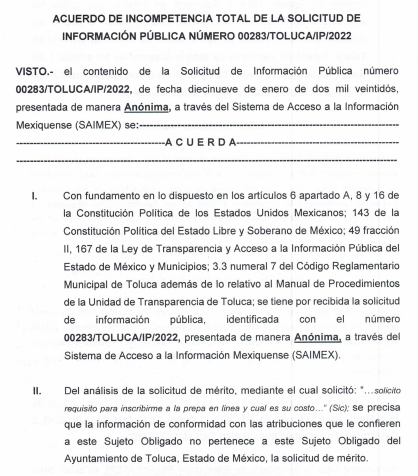 ACUERDO DE INCOMPETENCIA TOTAL DE LA SOLICITUD DE
INFORMACIÓN PÚBLICA NÚMERO 00283/TOLUCA/IP/2022
VISTO.- el contenido de la Solicitud de Información Pública número
00283/TOLUCA/IP/2022, de fecha diecinueve de enero de dos mil veintidós,
presentada de manera Anónima, a través del Sistema de Acceso a la Información
Mexiquense (SAIMEX) se:------------------------------------------------------------
-----------------------------------A C U E R D A-----------------------------------
------------------------------------------------------------------------------------------
I. Con fundamento en lo dispuesto en los artículos 6 apartado A, 8 y 16 de
la Constitución Política de los Estados Unidos Mexicanos; 143 de la
Constitución Política del Estado Libre y Soberano de México; 49 fracción
II, 167 de la Ley de Transparencia y Acceso a la Información Pública del
Estado de México y Municipios; 3.3 numeral 7 del Código Reglamentario
Municipal de Toluca además de lo relativo al Manual de Procedimientos
de la Unidad de Transparencia de Toluca; se tiene por recibida la solicitud
de información pública, identificada con el número
00283/TOLUCA/IP/2022, presentada de manera Anónima, a través del
Sistema de Acceso a la Información Mexiquense (SAIMEX).
II. Del análisis de la solicitud de mérito, mediante el cual solicitó: "…solicito
requisito para inscribirme a la prepa en linea y cual es su costo…" (Sic); se precisa
que la información de conformidad con las atribuciones que le confieren
a este Sujeto Obligado no pertenece a este Sujeto Obligado del
Ayuntamiento de Toluca, Estado de México, la solicitud de mérito.